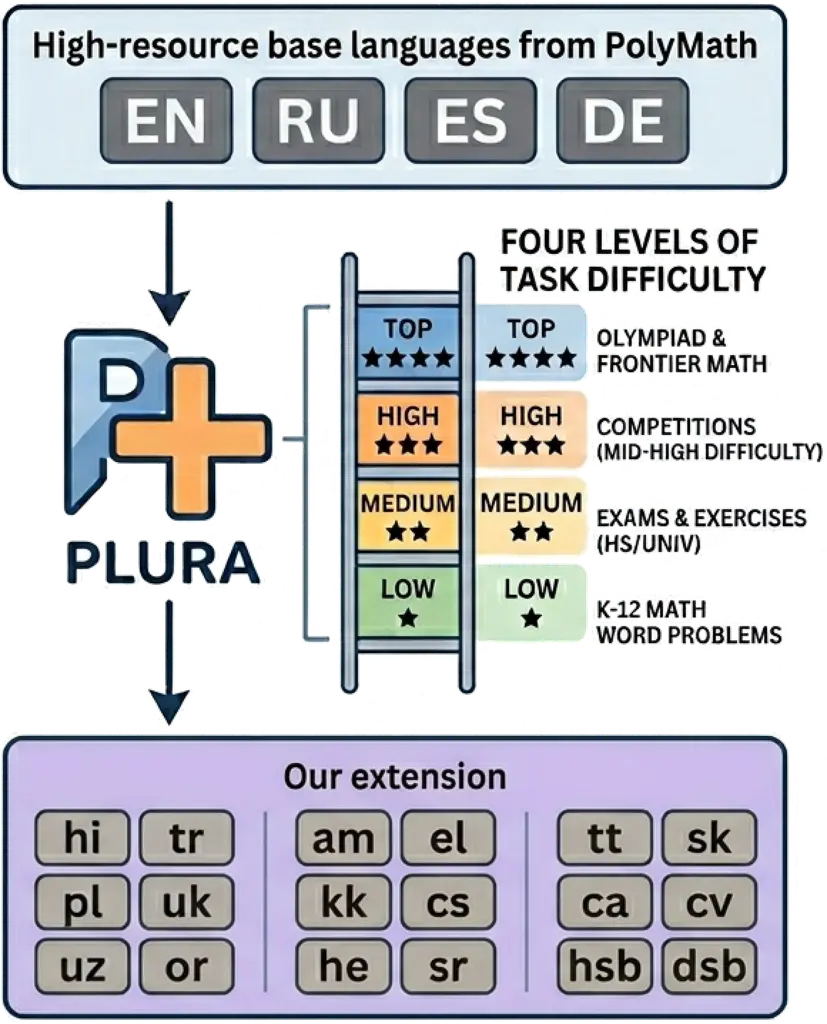 High-resource base languages from PolyMath
EN RU ES DE
FOUR LEVELS OF
TASK DIFFICULTY
P
PLURA
TOP TOP
★★★★ ★★★★
OLYMPIAD &
FRONTIER MATH
HIGH HIGH
★★★ ★★★
COMPETITIONS
(MID-HIGH DIFFICULTY)
MEDIUM MEDIUM
★★ ★★
EXAMS & EXERCISES
(HS/UNIV)
LOW LOW
★ ★
K-12 MATH
WORD PROBLEMS
Our extension
hi tr am el tt sk
pl uk kk cs ca cv
uz or he sr hsb dsb